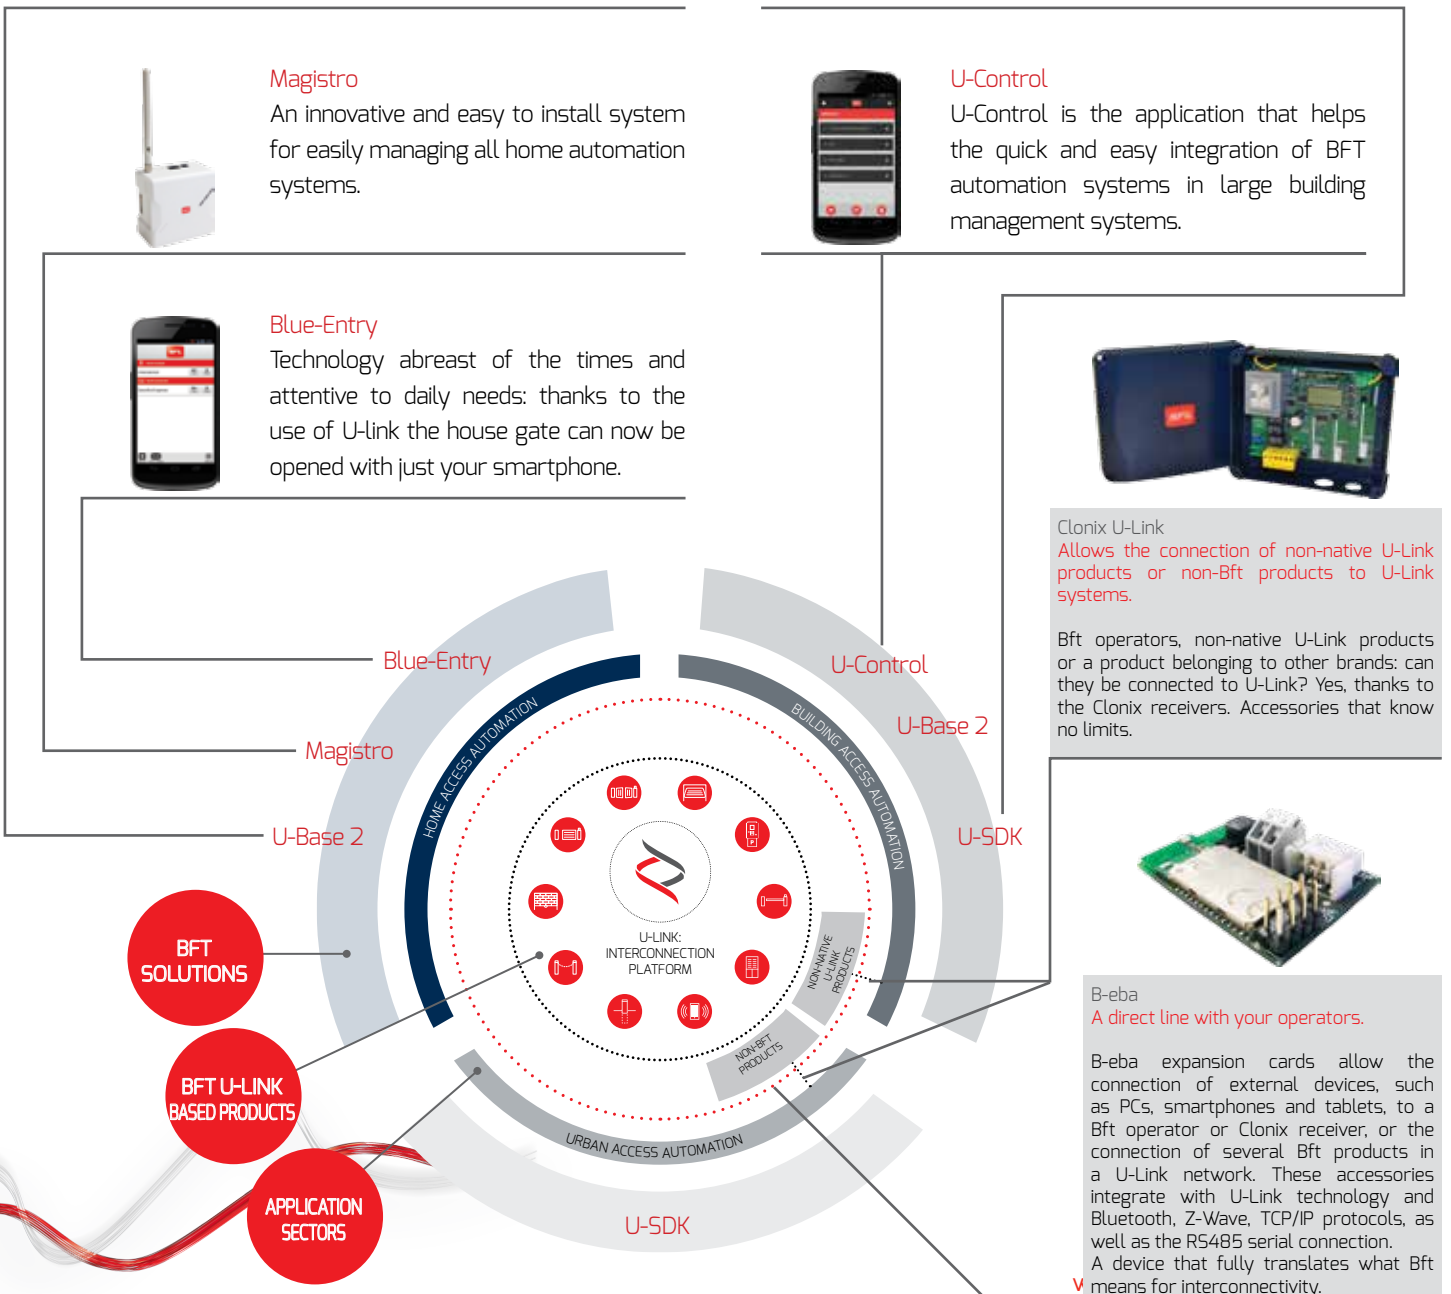 Magistro
An innovative and easy to install system
for easily managing all home automation
systems.
U-Control
U-Control is the application that helps
the quick and easy integration of BFT
automation systems in large building
management systems.
Blue-Entry
Technology abreast of the times and
attentive to daily needs: thanks to the
use of U-link the house gate can now be
opened with just your smartphone.
Clonix U-Link
Allows the connection of non-native U-Link
products or non-Bft products to U-Link
systems.
Bft operators, non-native U-Link products
or a product belonging to other brands: can
they be connected to U-Link? Yes, thanks to
the Clonix receivers. Accessories that know
no limits.
Blue-Entry
Magistro
U-Base 2
HOME ACCESS AUTOMATION
U-Control
U-Base 2
U-SDK
BUILDING ACCESS AUTOMATION
U-LINK:
INTERCONNECTION
PLATFORM
NON-NATIVE
U-LINK
PRODUCTS
NON-BFT
PRODUCTS
URBAN ACCESS AUTOMATION
U-SDK
BFT
SOLUTIONS
BFT U-LINK
BASED PRODUCTS
APPLICATION
SECTORS
B-eba
A direct line with your operators.
B-eba expansion cards allow the
connection of external devices, such
as PCs, smartphones and tablets, to a
Bft operator or Clonix receiver, or the
connection of several Bft products in
a U-Link network. These accessories
integrate with U-Link technology and
Bluetooth, Z-Wave, TCP/IP protocols, as
well as the RS485 serial connection.
A device that fully translates what Bft
means for interconnectivity.